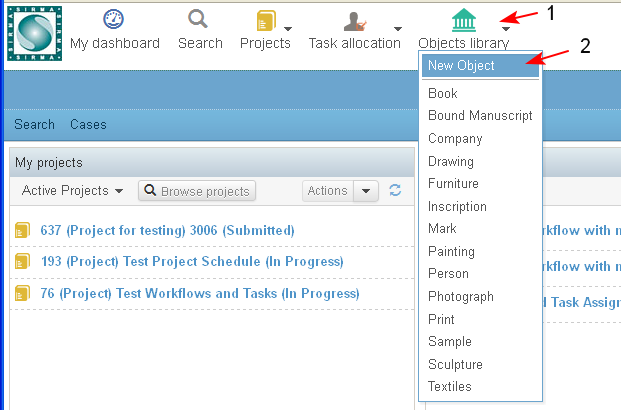 SIRMA SIRMA SIRMA SIRMA
1
My dashboard Search Projects Task allocation Objects library
2
New Object
Book
Bound Manuscript
Company
Drawing
Furniture
Inscription
Mark
Painting
Person
Photograph
Print
Sample
Sculpture
Textiles
Search Cases
My projects
Active Projects Browse projects Actions
637 (Project for testing) 3006 (Submitted)
193 (Project) Test Project Schedule (In Progress)
76 (Project) Test Workflows and Tasks (In Progress)
rkflow with m
rkflow with m
d Task Assign